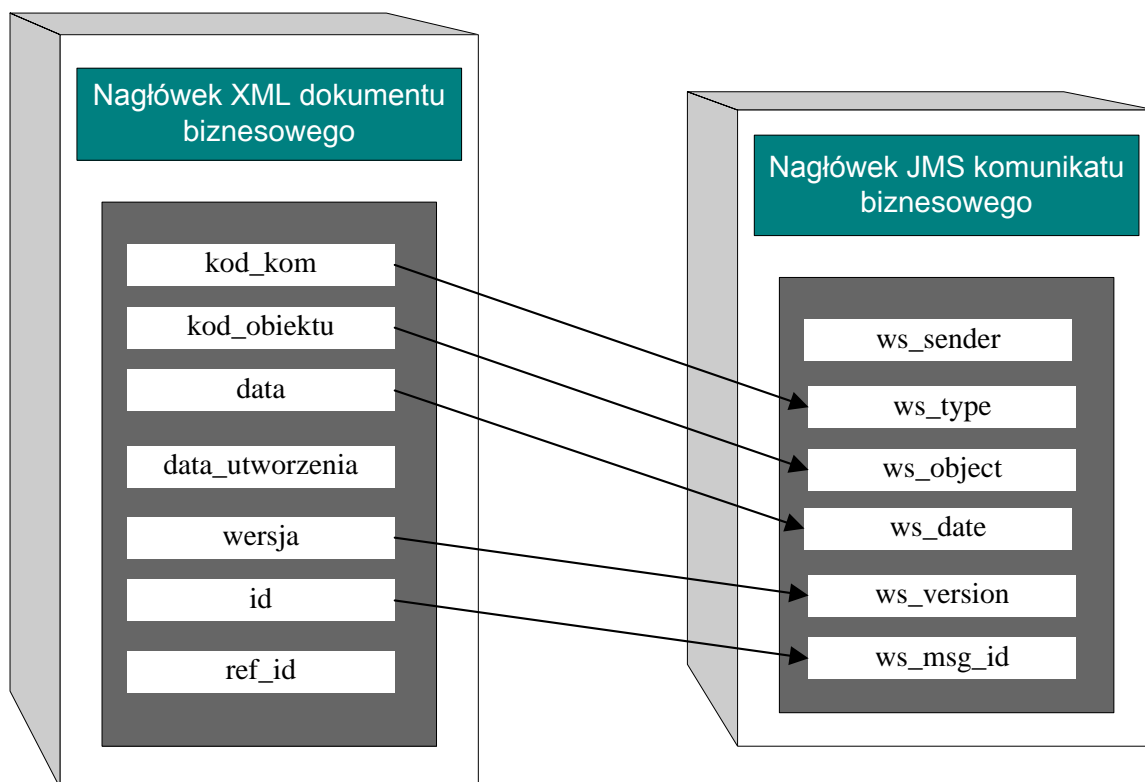 Nagłówek XML dokumentu
biznesowego
kod_kom
kod_obiektu
data
data_utworzenia
wersja
id
ref_id
Nagłówek JMS komunikatu
biznesowego
ws_sender
ws_type
ws_object
ws_date
ws_version
ws_msg_id